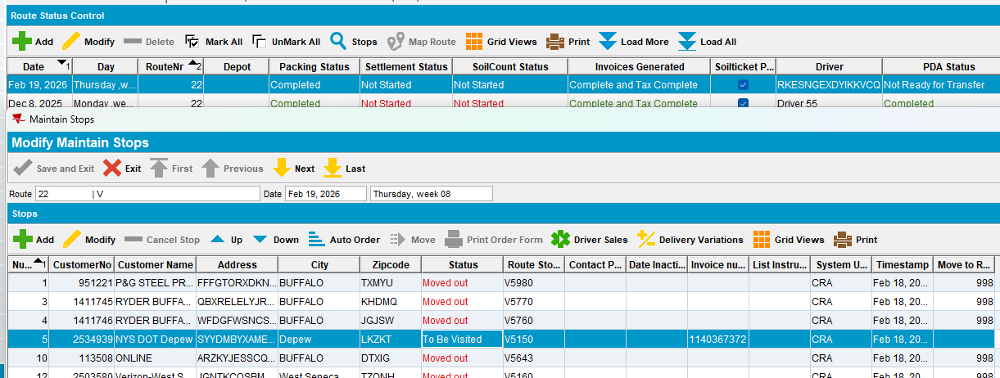 Route Status Control
Add Modify Delete Mark All UnMark All Stops Map Route Grid Views Print Load More Load All
Date 1 Day RouteNr 2 Depot Packing Status Settlement Status SoilCount Status Invoices Generated Soilticket P... Driver PDA Status
Feb 19, 2026 Thursday ,w... 22 Completed Not Started Not Started Complete and Tax Complete RKESNGEXDYIKKVCQ Not Ready for Transfer
Dec 8, 2025 Monday ,we... 22 Completed Not Started Not Started Complete and Tax Complete Driver 55 Completed
Maintain Stops
Modify Maintain Stops
Save and Exit Exit First Previous Next Last
Route 22 | V Date Feb 19, 2026 Thursday, week 08
Stops
Add Modify Cancel Stop Up Down Auto Order Move Print Order Form Driver Sales Delivery Variations Grid Views Print
Nu... 1 CustomerNo Customer Name Address City Zipcode Status Route Sto... Contact P... Date Inacti... Invoice nu... List Instru... System U... Timestamp Move to R...
1 951221 P&G STEEL PR... FFFGTORXDKN... BUFFALO TXMYU Moved out V5980 CRA Feb 18, 20... 998
3 1411745 RYDER BUFFA... QBXRELELYJR... BUFFALO KHDMQ Moved out V5770 CRA Feb 18, 20... 998
4 1411746 RYDER BUFFA... WFDGFWSNCS... BUFFALO JGJSW Moved out V5760 CRA Feb 18, 20... 998
5 2534939 NYS DOT Depew SYYDMBYXAME... Depew LKZKT To Be Visited V5150 1140367372 CRA Feb 18, 20...
10 113508 ONLINE ARZKYJESSCQ... BUFFALO DTXIG Moved out V5643 CRA Feb 18, 20... 998
12 2503580 Verizon-West S... West Seneca TZONH Moved out V5160 CRA Feb 18, 20... 998